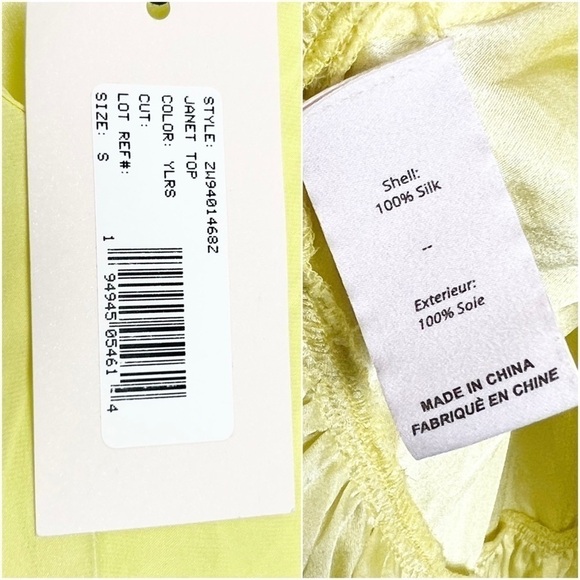 STYLE: ZW9401468Z
JANET TOP
COLOR: YLRS
CUT:
LOT REF#:
SIZE: S
1 94945 05461 4
Shell:
100% Silk
--
Exterieur:
100% Soie
MADE IN CHINA
FABRIQUÈ EN CHINE